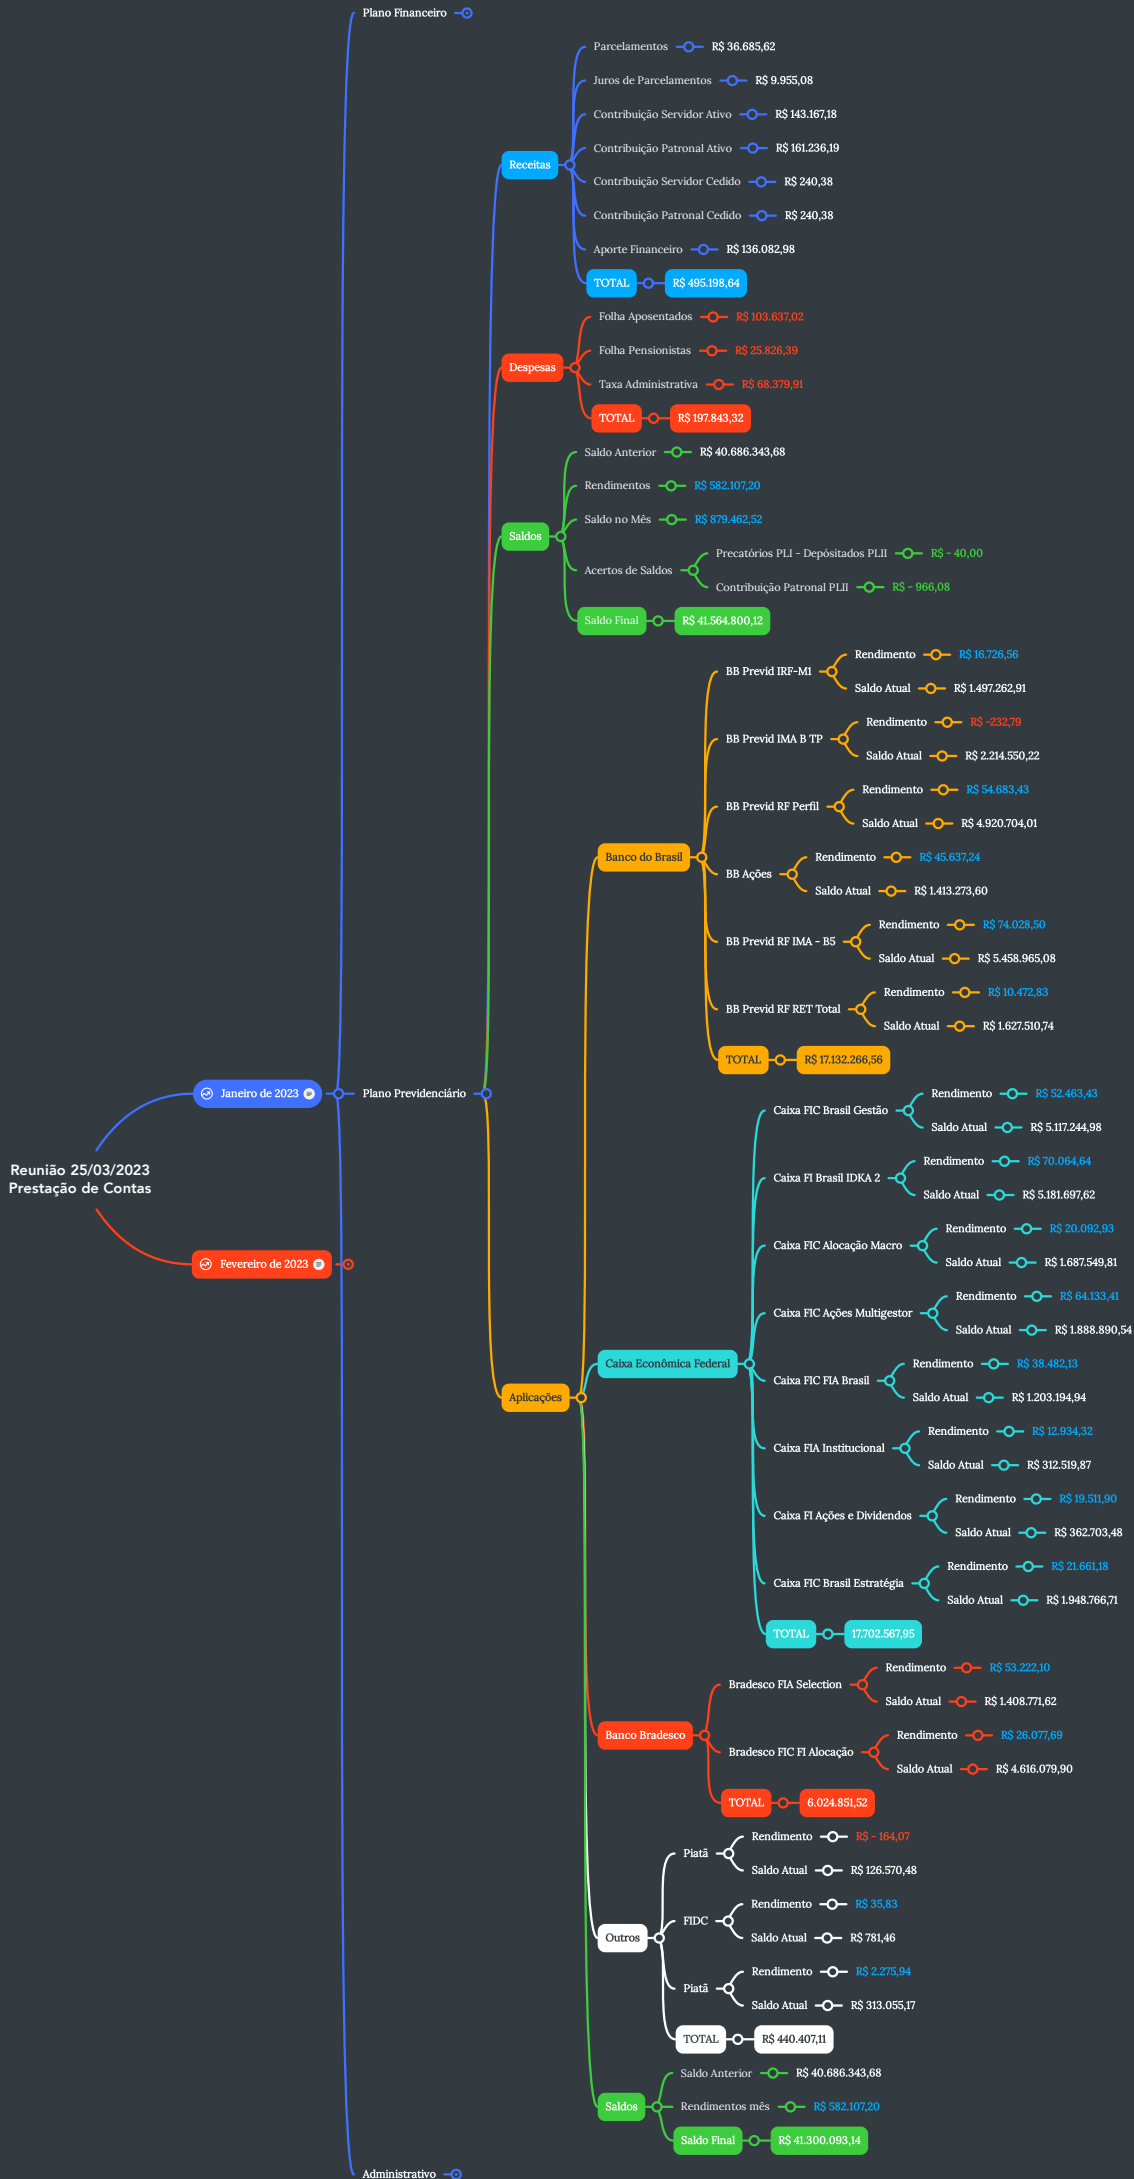 Reunião 25/03/2023
Prestação de Contas
Janeiro de 2023
Plano Financeiro
Plano Previdenciário
Receitas
Parcelamentos R$ 36.685,62
Juros de Parcelamentos R$ 9.955,08
Contribuição Servidor Ativo R$ 143.167,18
Contribuição Patronal Ativo R$ 161.236,19
Contribuição Servidor Cedido R$ 240,38
Contribuição Patronal Cedido R$ 240,38
Aporte Financeiro R$ 136.082,98
TOTAL R$ 495.198,64
Despesas
Folha Aposentados R$ 103.637,02
Folha Pensionistas R$ 25.826,39
Taxa Administrativa R$ 68.379,91
TOTAL R$ 197.843,32
Saldos
Saldo Anterior R$ 40.686.343,68
Rendimentos R$ 582.107,20
Saldo no Mês R$ 879.462,52
Acertos de Saldos
Precatórios PLI - Depósitados PLII R$ - 40,00
Contribuição Patronal PLII R$ - 966,08
Saldo Final R$ 41.564.800,12
Aplicações
Banco do Brasil
BB Previd IRF-M1
Rendimento R$ 16.726,56
Saldo Atual R$ 1.497.262,91
BB Previd IMA B TP
Rendimento R$ -232,79
Saldo Atual R$ 2.214.550,22
BB Previd RF Perfil
Rendimento R$ 54.683,43
Saldo Atual R$ 4.920.704,01
BB Ações
Rendimento R$ 45.637,24
Saldo Atual R$ 1.413.273,60
BB Previd RF IMA - B5
Rendimento R$ 74.028,50
Saldo Atual R$ 5.458.965,08
BB Previd RF RET Total
Rendimento R$ 10.472,83
Saldo Atual R$ 1.627.510,74
TOTAL R$ 17.132.266,56
Caixa Econômica Federal
Caixa FIC Brasil Gestão
Rendimento R$ 52.463,43
Saldo Atual R$ 5.117.244,98
Caixa FI Brasil IDKA 2
Rendimento R$ 70.064,64
Saldo Atual R$ 5.181.697,62
Caixa FIC Alocação Macro
Rendimento R$ 20.092,93
Saldo Atual R$ 1.687.549,81
Caixa FIC Ações Multigestor
Rendimento R$ 64.133,41
Saldo Atual R$ 1.888.890,54
Caixa FIC FIA Brasil
Rendimento R$ 38.482,13
Saldo Atual R$ 1.203.194,94
Caixa FIA Institucional
Rendimento R$ 12.934,32
Saldo Atual R$ 312.519,87
Caixa FI Ações e Dividendos
Rendimento R$ 19.511,90
Saldo Atual R$ 362.703,48
Caixa FIC Brasil Estratégia
Rendimento R$ 21.661,18
Saldo Atual R$ 1.948.766,71
TOTAL 17.702.567,95
Banco Bradesco
Bradesco FIA Selection
Rendimento R$ 53.222,10
Saldo Atual R$ 1.408.771,62
Bradesco FIC FI Alocação
Rendimento R$ 26.077,69
Saldo Atual R$ 4.616.079,90
TOTAL 6.024.851,52
Outros
Piatã
Rendimento R$ - 164,07
Saldo Atual R$ 126.570,48
FIDC
Rendimento R$ 35,83
Saldo Atual R$ 781,46
Piatã
Rendimento R$ 2.275,94
Saldo Atual R$ 313.055,17
TOTAL R$ 440.407,11
Saldos
Saldo Anterior R$ 40.686.343,68
Rendimentos mês R$ 582.107,20
Saldo Final R$ 41.300.093,14
Administrativo
Fevereiro de 2023